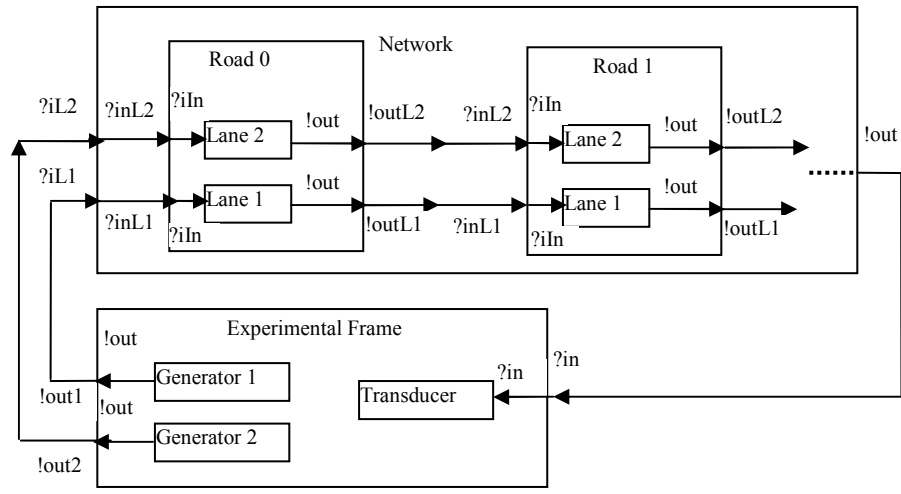 Network
Road 0
Road 1
?iL2
?inL2
?iIn
!out
!outL2
?inL2
?iIn
!out
!outL2
!out
Lane 2
Lane 2
?iL1
!out
!out
Lane 1
Lane 1
?inL1
?iIn
!outL1
?inL1
?iIn
!outL1
Experimental Frame
!out
Generator 1
?in
?in
Transducer
!out1
!out
Generator 2
!out2